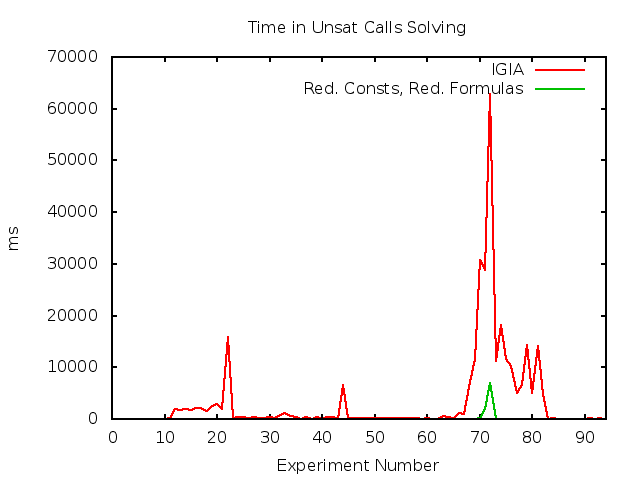 Time in Unsat Calls Solving
IGIA
Red. Consts, Red. Formulas
70000
60000
50000
40000
30000
20000
10000
0
ms
0 10 20 30 40 50 60 70 80 90
Experiment Number